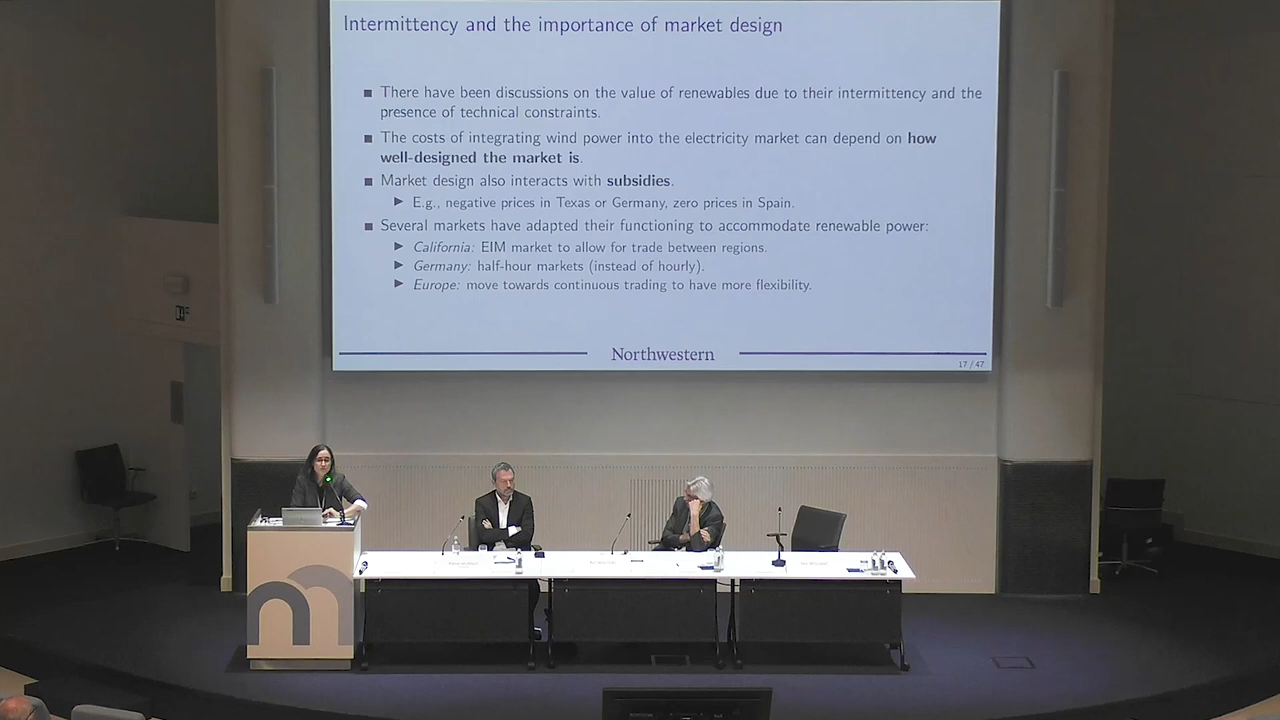 Intermittency and the importance of market design
■ There have been discussions on the value of renewables due to their intermittency and the
presence of technical constraints.
■ The costs of integrating wind power into the electricity market can depend on how
well-designed the market is.
■ Market design also interacts with subsidies.
▶ E.g., negative prices in Texas or Germany, zero prices in Spain.
■ Several markets have adapted their functioning to accommodate renewable power:
▶ California: EIM market to allow for trade between regions.
▶ Germany: half-hour markets (instead of hourly).
▶ Europe: move towards continuous trading to have more flexibility.
Northwestern
17 / 47